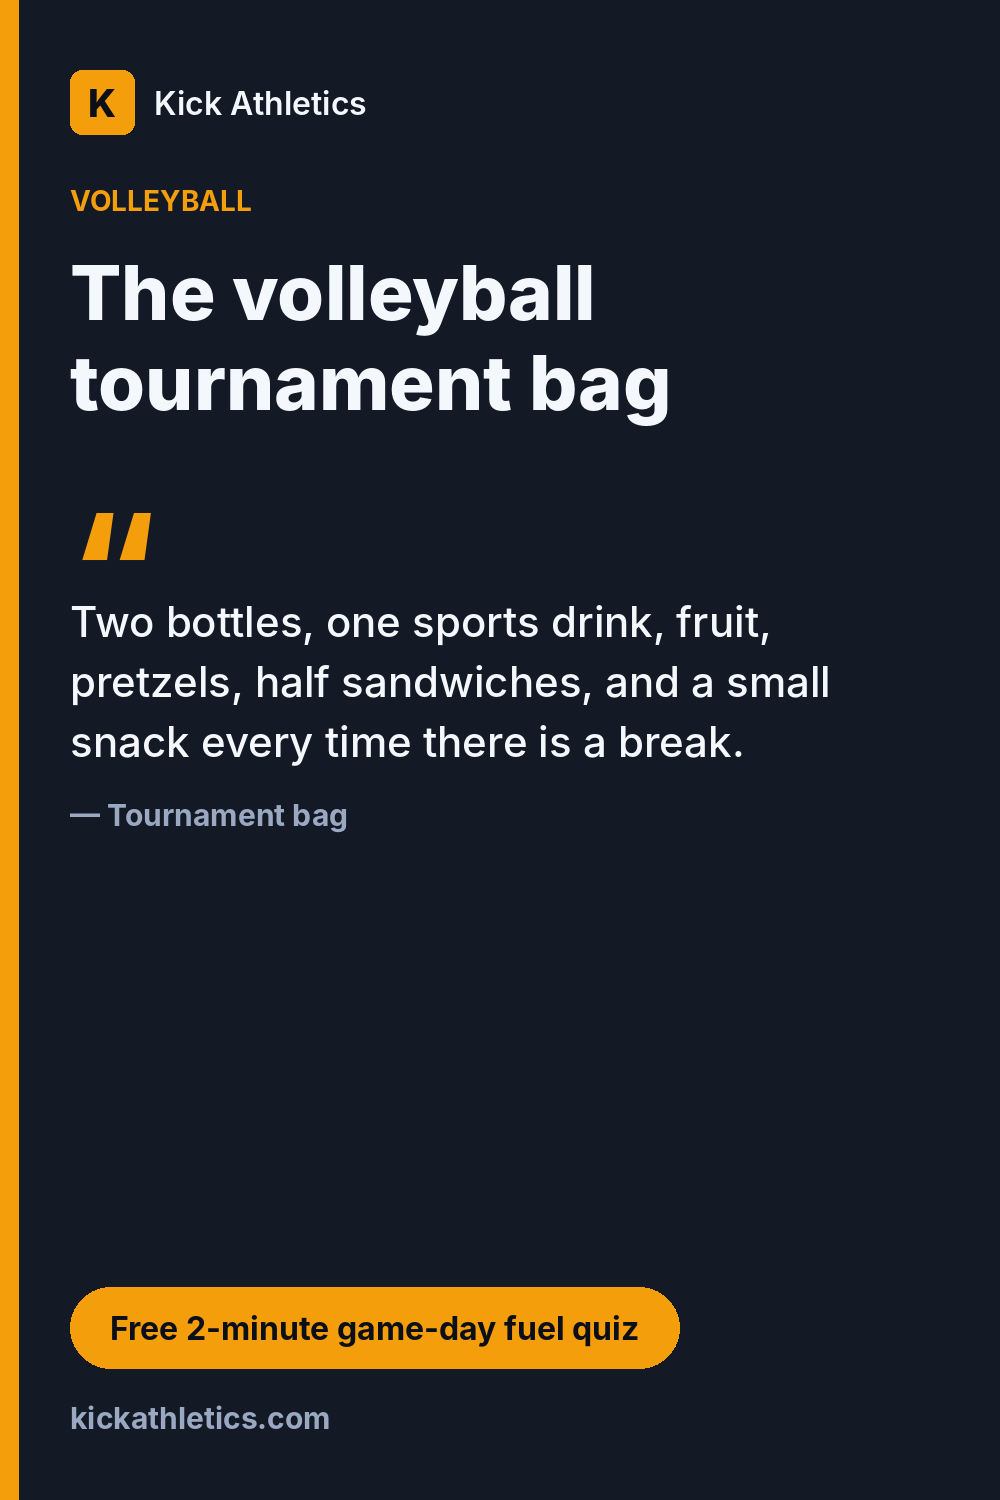 K
Kick Athletics
VOLLEYBALL
The volleyball
tournament bag
“
Two bottles, one sports drink, fruit,
pretzels, half sandwiches, and a small
snack every time there is a break.
— Tournament bag
Free 2-minute game-day fuel quiz
kickathletics.com